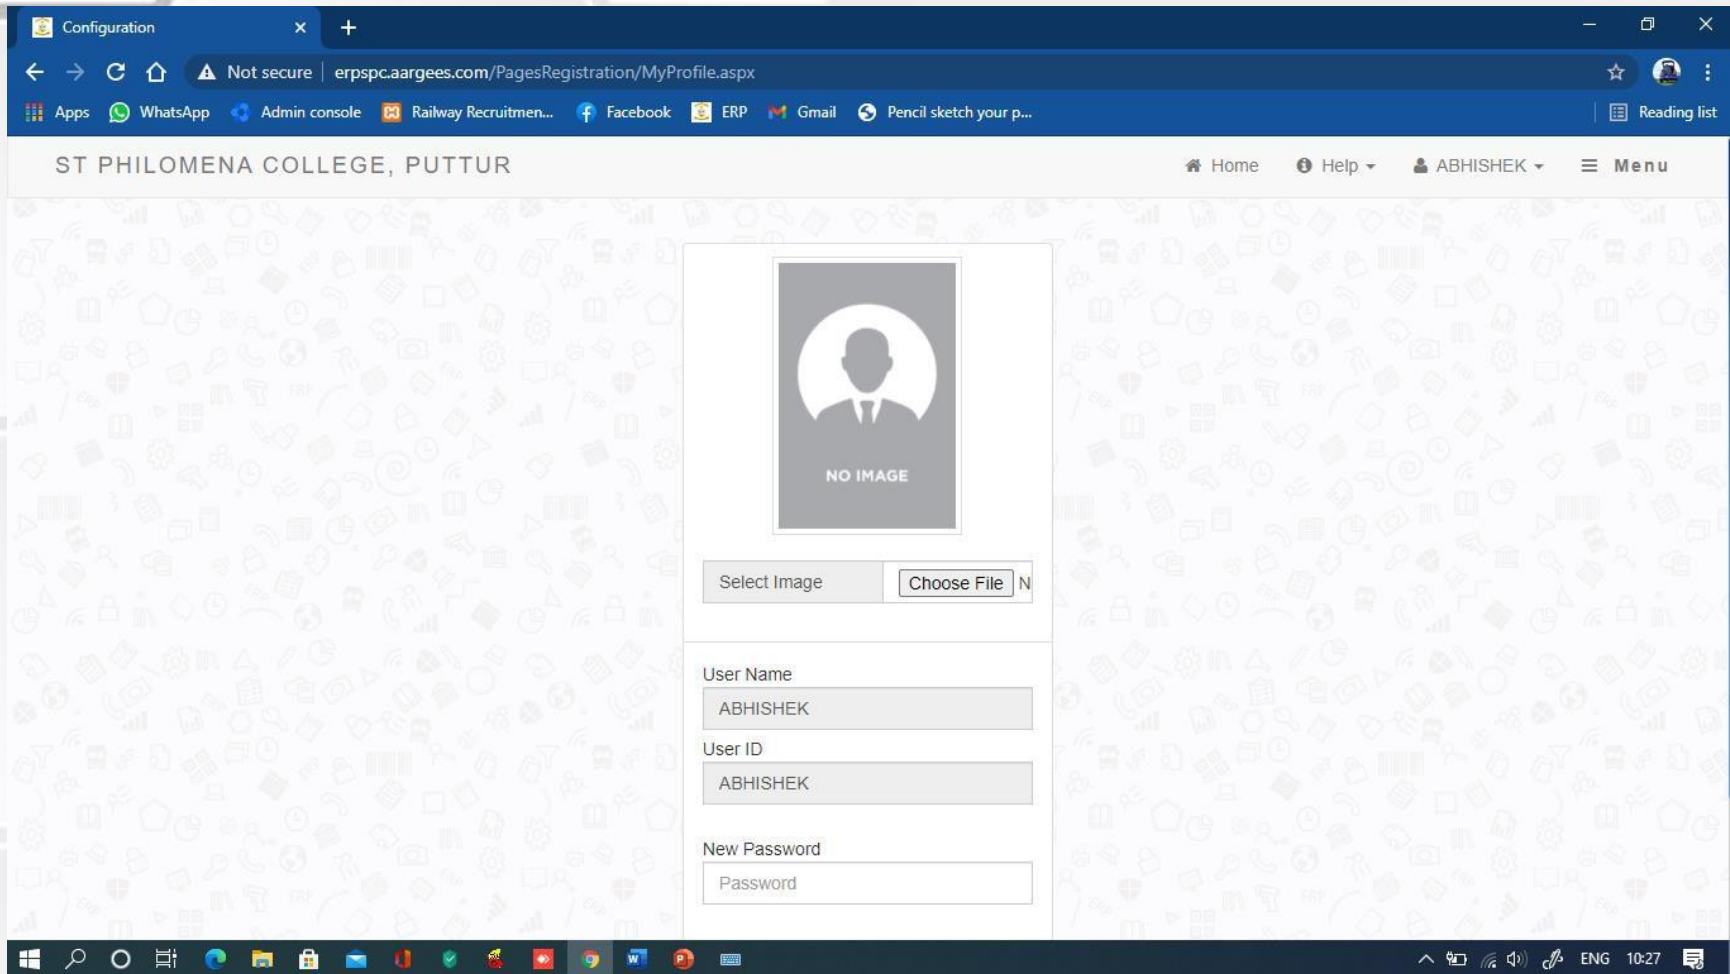 Configuration
Not secure erpspc.aargees.com/PagesRegistration/MyProfile.aspx
Apps WhatsApp Admin console Railway Recruitmen... Facebook ERP Gmail Pencil sketch your p... Reading list
ST PHILOMENA COLLEGE, PUTTUR Home Help ABHISHEK Menu
NO IMAGE
Select Image Choose File N
User Name
ABHISHEK
User ID
ABHISHEK
New Password
Password
ENG 10:27